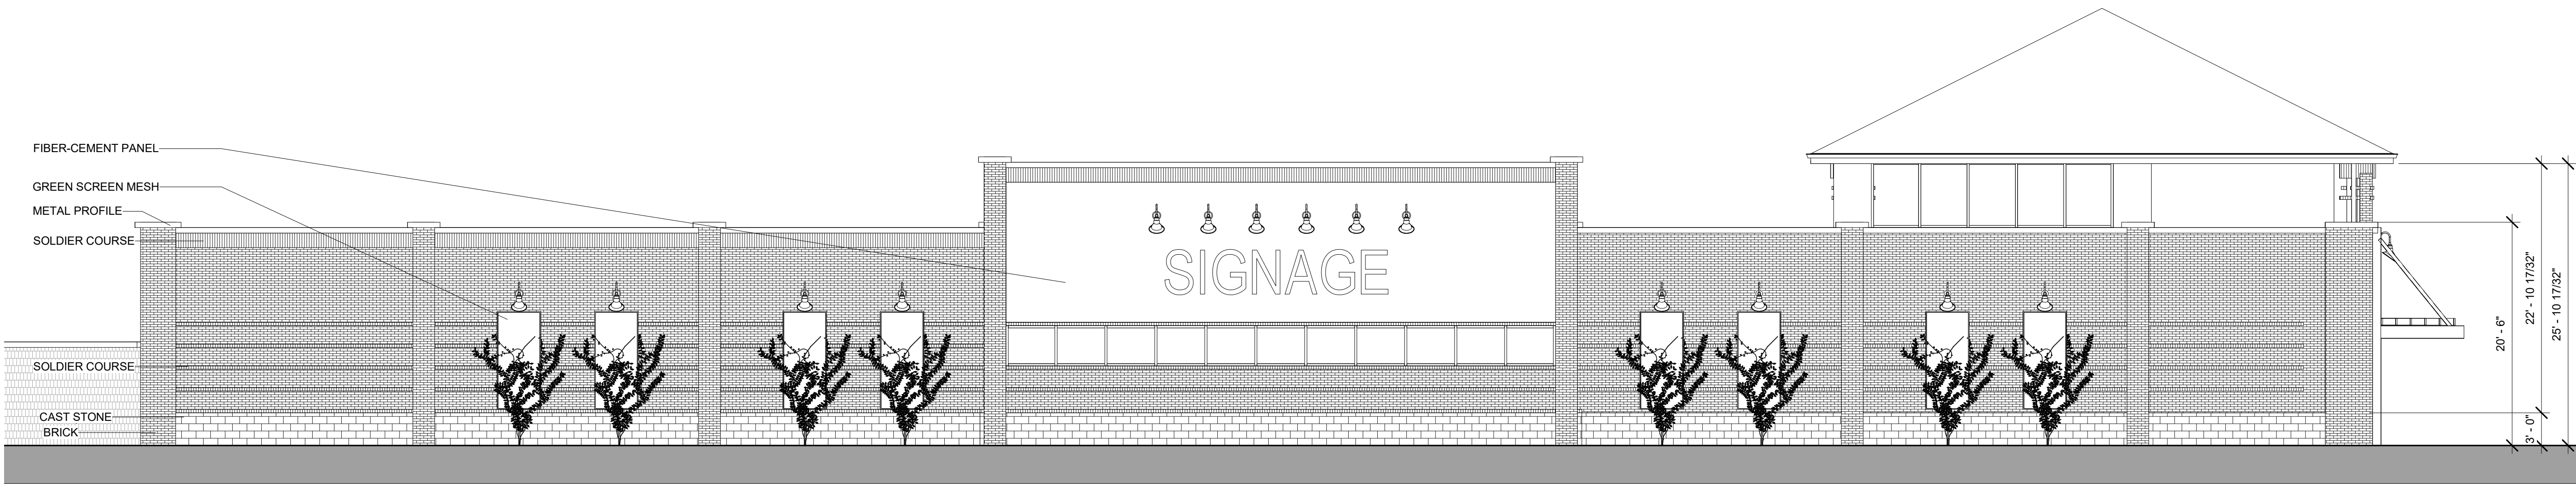 FIBER-CEMENT PANEL
GREEN SCREEN MESH
METAL PROFILE
SOLDIER COURSE
SIGNAGE
SOLDIER COURSE
CAST STONE
BRICK
20' - 6"
22' - 10 17/32"
3' - 0"
25' - 10 17/32"